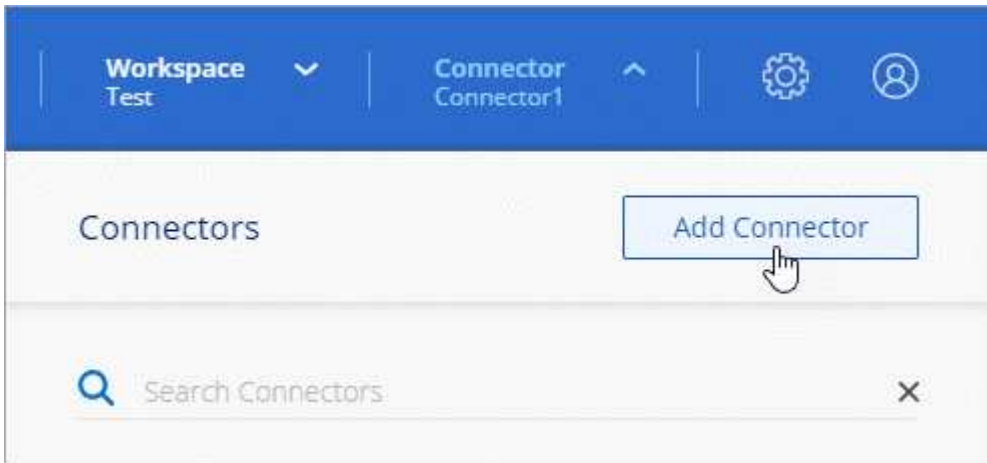 Workspace
Test
Connector
Connector1
Connectors
Add Connector
Search Connectors